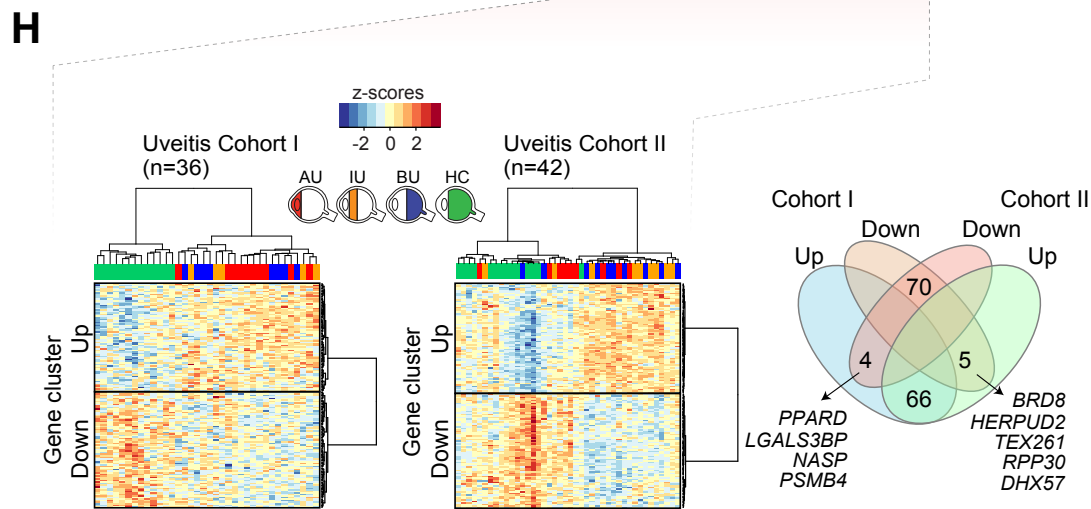 H
z-scores
-2 0 2
Uveitis Cohort I
(n=36)
Uveitis Cohort II
(n=42)
AU IU BU HC
Gene cluster
Up
Down
Gene cluster
Up
Down
Cohort I
Cohort II
Up
Down
Down
Up
70
4
5
66
PPARD
LGALS3BP
NASP
PSMB4
BRD8
HERPUD2
TEX261
RPP30
DHX57